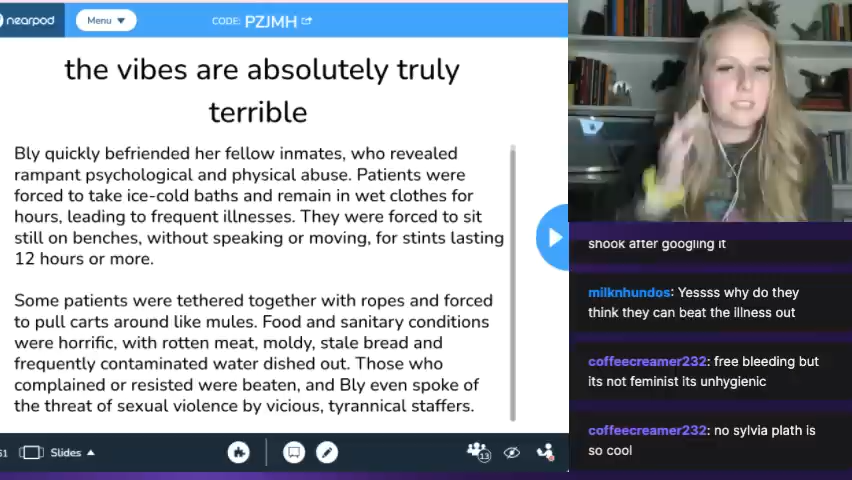 nearpod
Menu
CODE: PZJMH
the vibes are absolutely truly
terrible
Bly quickly befriended her fellow inmates, who revealed
rampant psychological and physical abuse. Patients were
forced to take ice-cold baths and remain in wet clothes for
hours, leading to frequent illnesses. They were forced to sit
still on benches, without speaking or moving, for stints lasting
12 hours or more.
Some patients were tethered together with ropes and forced
to pull carts around like mules. Food and sanitary conditions
were horrific, with rotten meat, moldy, stale bread and
frequently contaminated water dished out. Those who
complained or resisted were beaten, and Bly even spoke of
the threat of sexual violence by vicious, tyrannical staffers.
Slides
13
shook after googling it
milknhundos: Yessss why do they
think they can beat the illness out
coffeecreamer232: free bleeding but
its not feminist its unhygienic
coffeecreamer232: no sylvia plath is
so cool